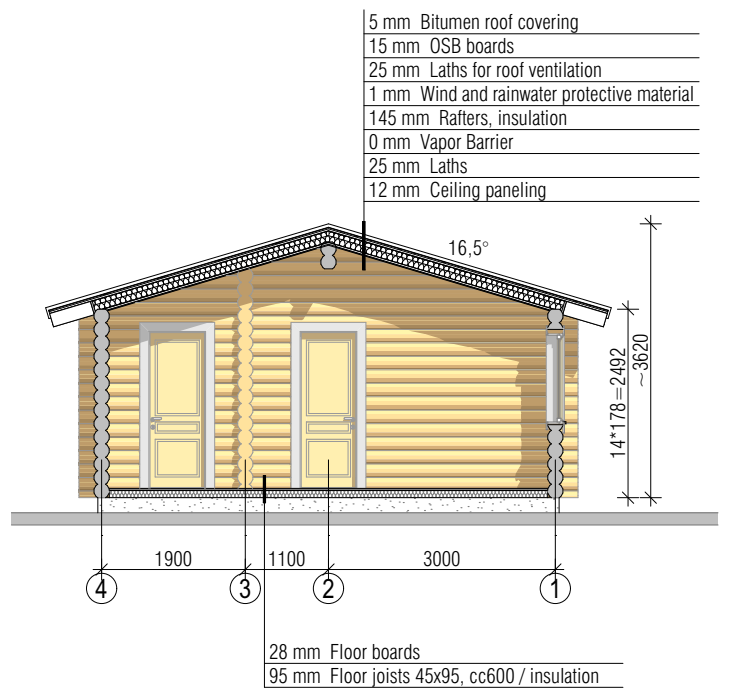 5 mm Bitumen roof covering
15 mm OSB boards
25 mm Laths for roof ventilation
1 mm Wind and rainwater protective material
145 mm Rafters, insulation
0 mm Vapor Barrier
25 mm Laths
12 mm Ceiling paneling
16,5°
14*178=2492
~3620
1900 1100 3000
4 3 2 1
28 mm Floor boards
95 mm Floor joists 45x95, cc600 / insulation